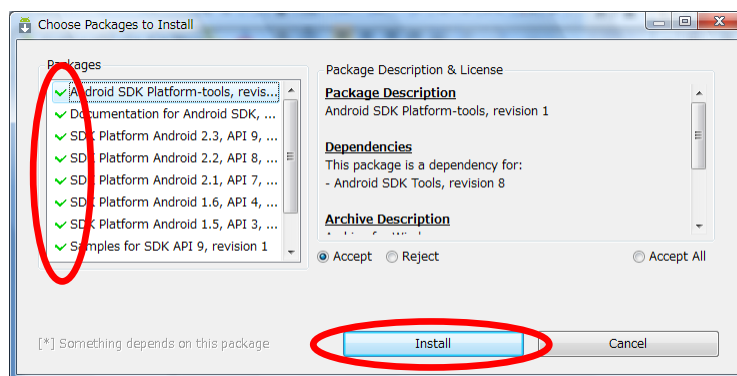 Choose Packages to Install
Packages
Android SDK Platform-tools, revis...
Documentation for Android SDK, ...
SDK Platform Android 2.3, API 9, ...
SDK Platform Android 2.2, API 8, ...
SDK Platform Android 2.1, API 7, ...
SDK Platform Android 1.6, API 4, ...
SDK Platform Android 1.5, API 3, ...
Samples for SDK API 9, revision 1
Package Description & License
Package Description
Android SDK Platform-tools, revision 1
Dependencies
This package is a dependency for:
- Android SDK Tools, revision 8
Archive Description
Accept
Reject
Accept All
[*] Something depends on this package
Install
Cancel